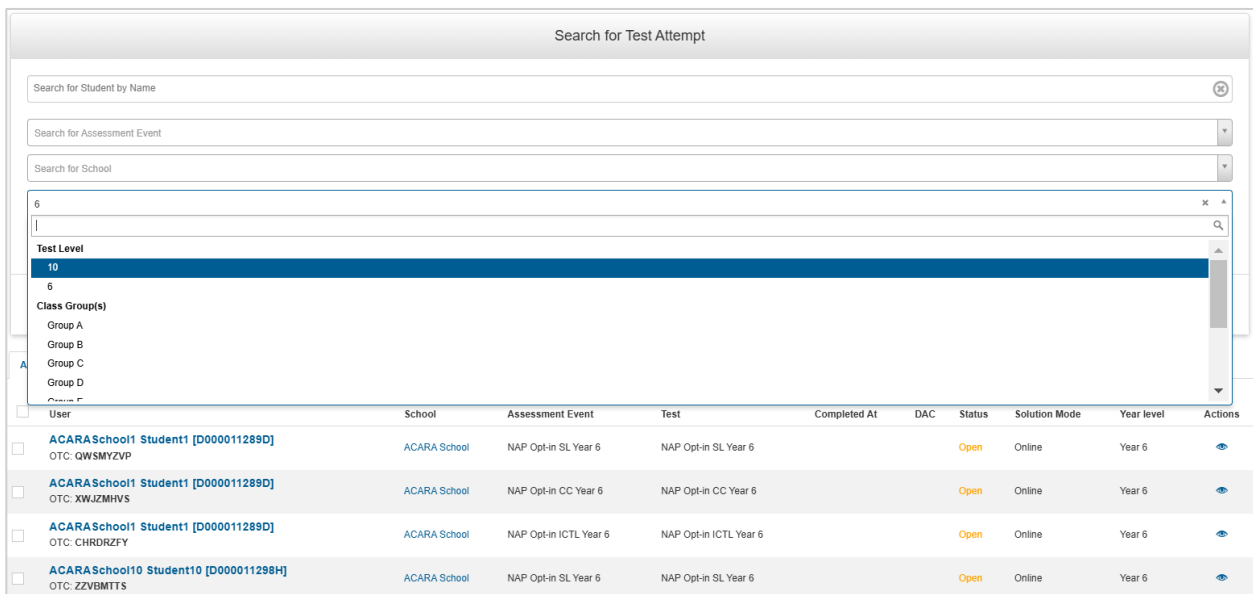 Search for Test Attempt
Search for Student by Name
Search for Assessment Event
Search for School
6
Test Level
10
6
Class Group(s)
Group A
Group B
Group C
Group D
A
User School Assessment Event Test Completed At DAC Status Solution Mode Year level Actions
ACARASchool1 Student1 [D000011289D] ACARA School NAP Opt-in SL Year 6 NAP Opt-in SL Year 6 Open Online Year 6
OTC: QWSMYZVP
ACARASchool1 Student1 [D000011289D] ACARA School NAP Opt-in CC Year 6 NAP Opt-in CC Year 6 Open Online Year 6
OTC: XWJZMHVS
ACARASchool1 Student1 [D000011289D] ACARA School NAP Opt-in ICTL Year 6 NAP Opt-in ICTL Year 6 Open Online Year 6
OTC: CHRDRZFY
ACARASchool10 Student10 [D000011298H] ACARA School NAP Opt-in SL Year 6 NAP Opt-in SL Year 6 Open Online Year 6
OTC: ZZVBMTTS